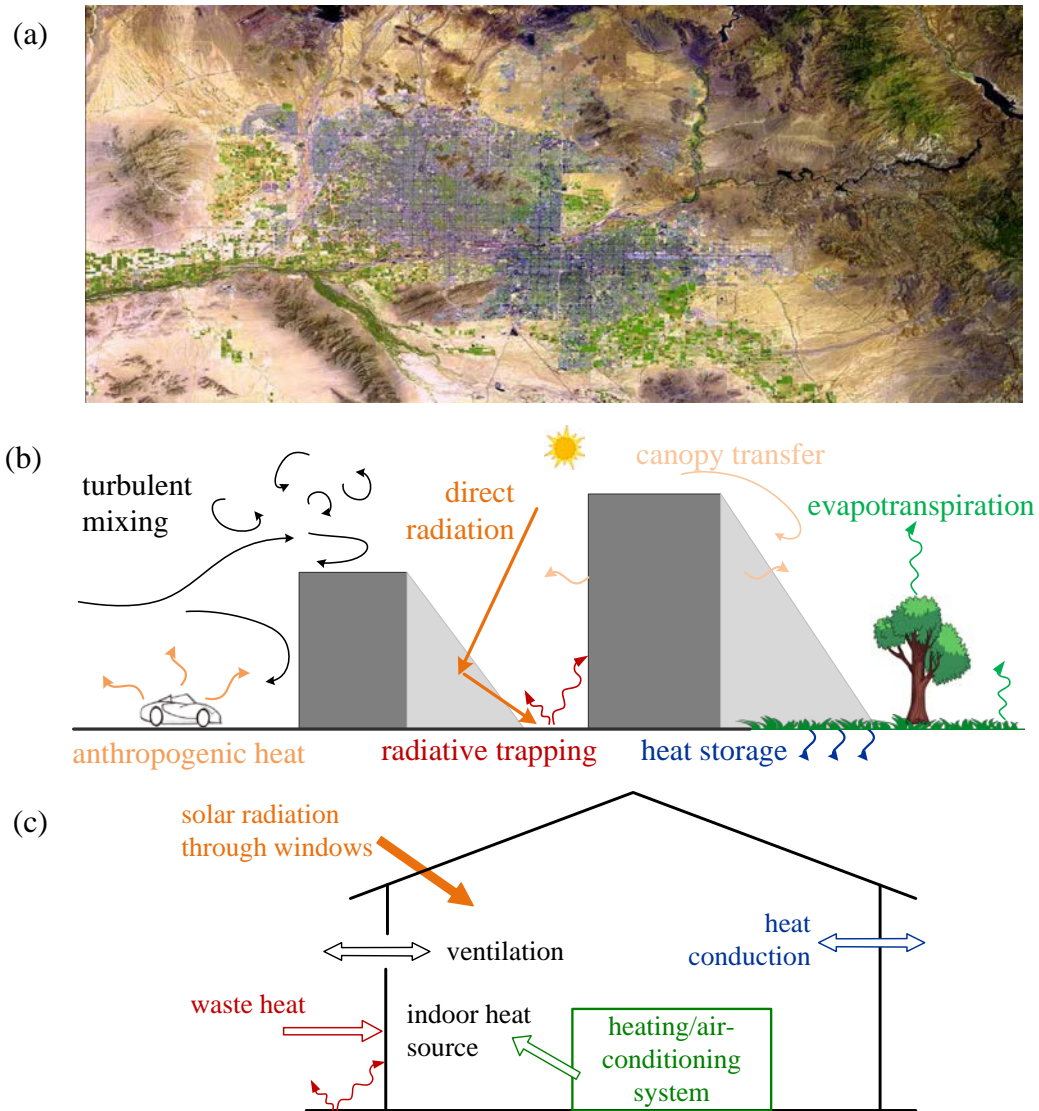 (a)
(b)
turbulent
mixing
direct
radiation
canopy transfer
evapotranspiration
anthropogenic heat
radiative trapping
heat storage
(c)
solar radiation
through windows
ventilation
heat
conduction
waste heat
indoor heat
source
heating/air-
conditioning
system